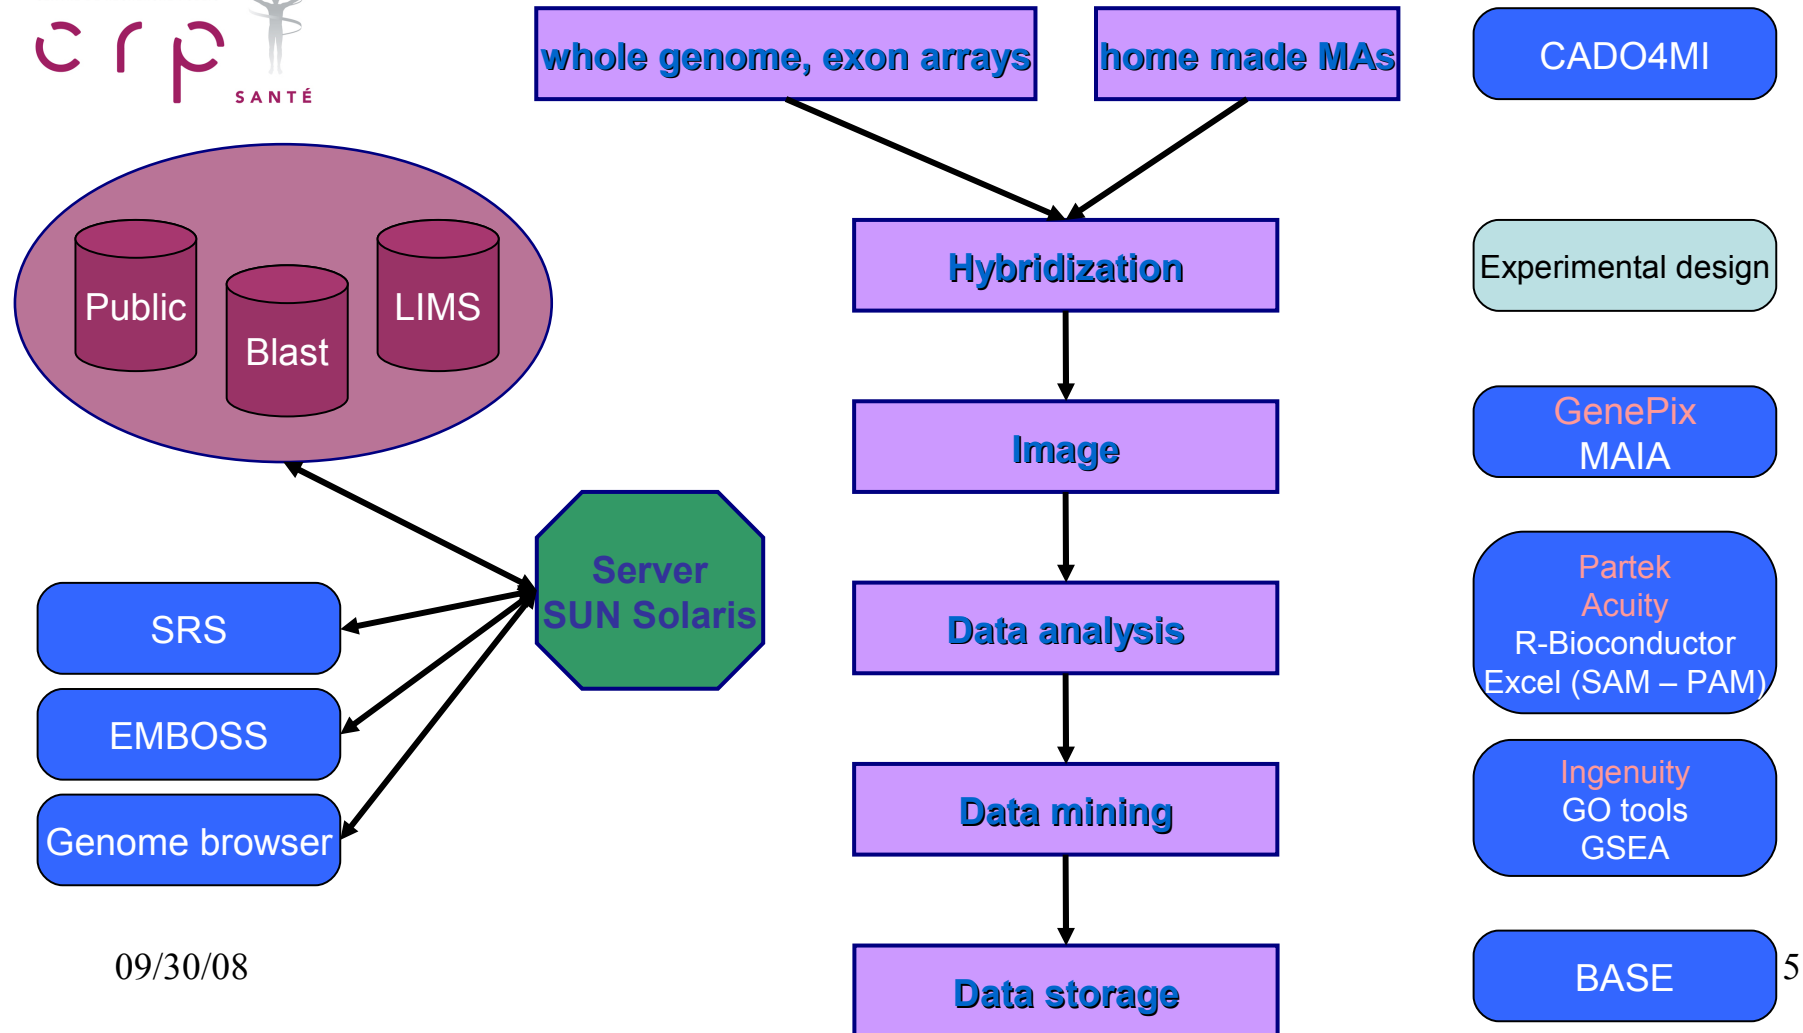 crp
SANTÉ
whole genome, exon arrays
home made MAs
CADO4MI
Public
Blast
LIMS
Hybridization
Experimental design
Image
GenePix
MAIA
Server
SUN Solaris
SRS
EMBOSS
Genome browser
Data analysis
Partek
Acuity
R-Bioconductor
Excel (SAM – PAM)
Data mining
Ingenuity
GO tools
GSEA
Data storage
BASE
09/30/08
5